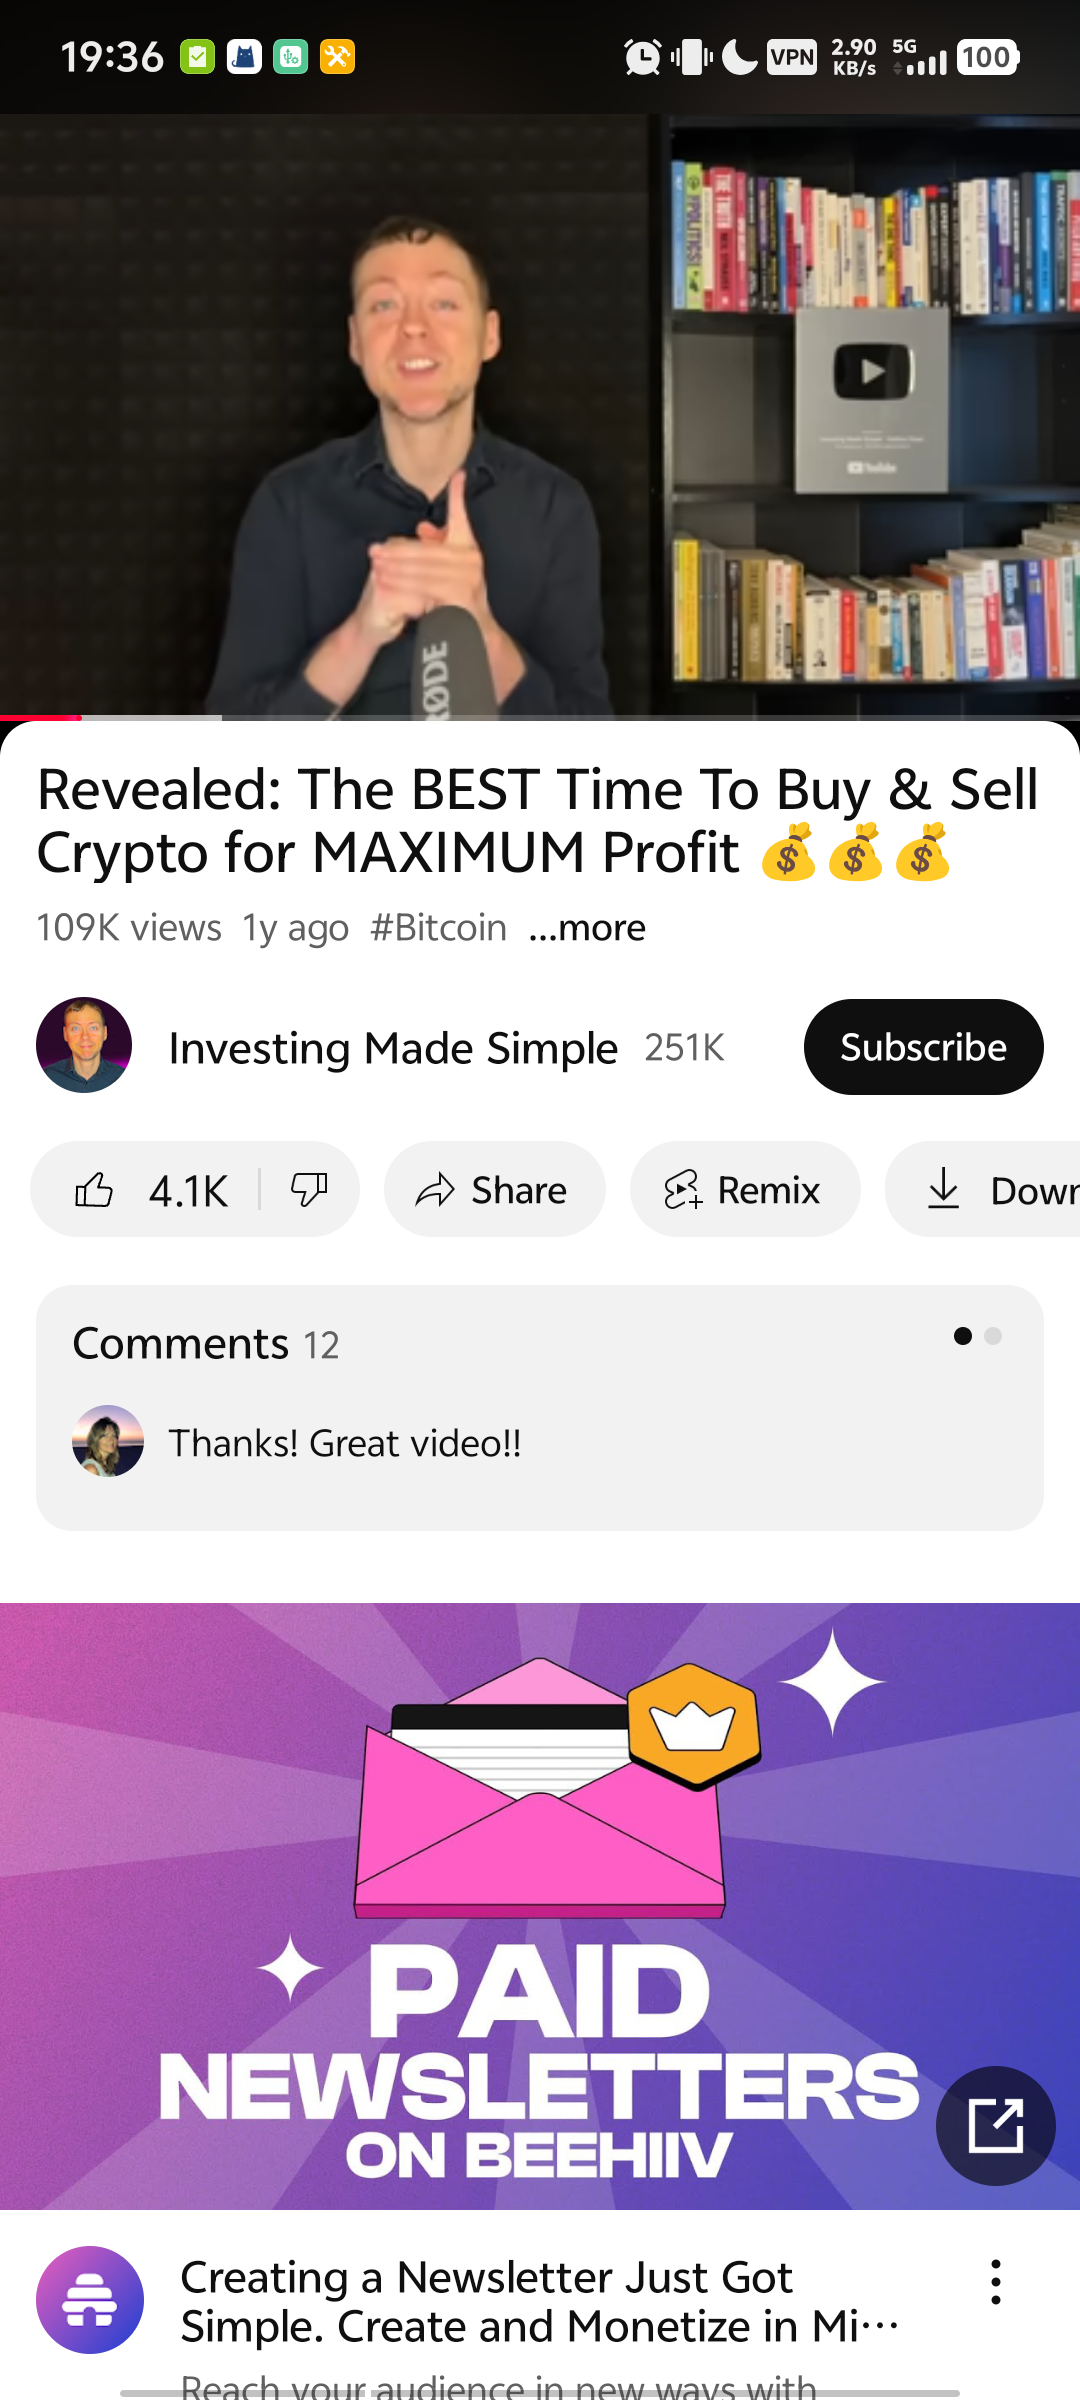 19:36
VPN
2.90
KB/s
5G
100
RØDE
YouTube
Revealed: The BEST Time To Buy & Sell
Crypto for MAXIMUM Profit 💰💰💰
109K views 1y ago #Bitcoin ...more
Investing Made Simple 251K
Subscribe
4.1K
Share
Remix
Down
Comments 12
Thanks! Great video!!
PAID
NEWSLETTERS
ON BEEHIIV
Creating a Newsletter Just Got
Simple. Create and Monetize in Mi...
Reach your audience in new ways with